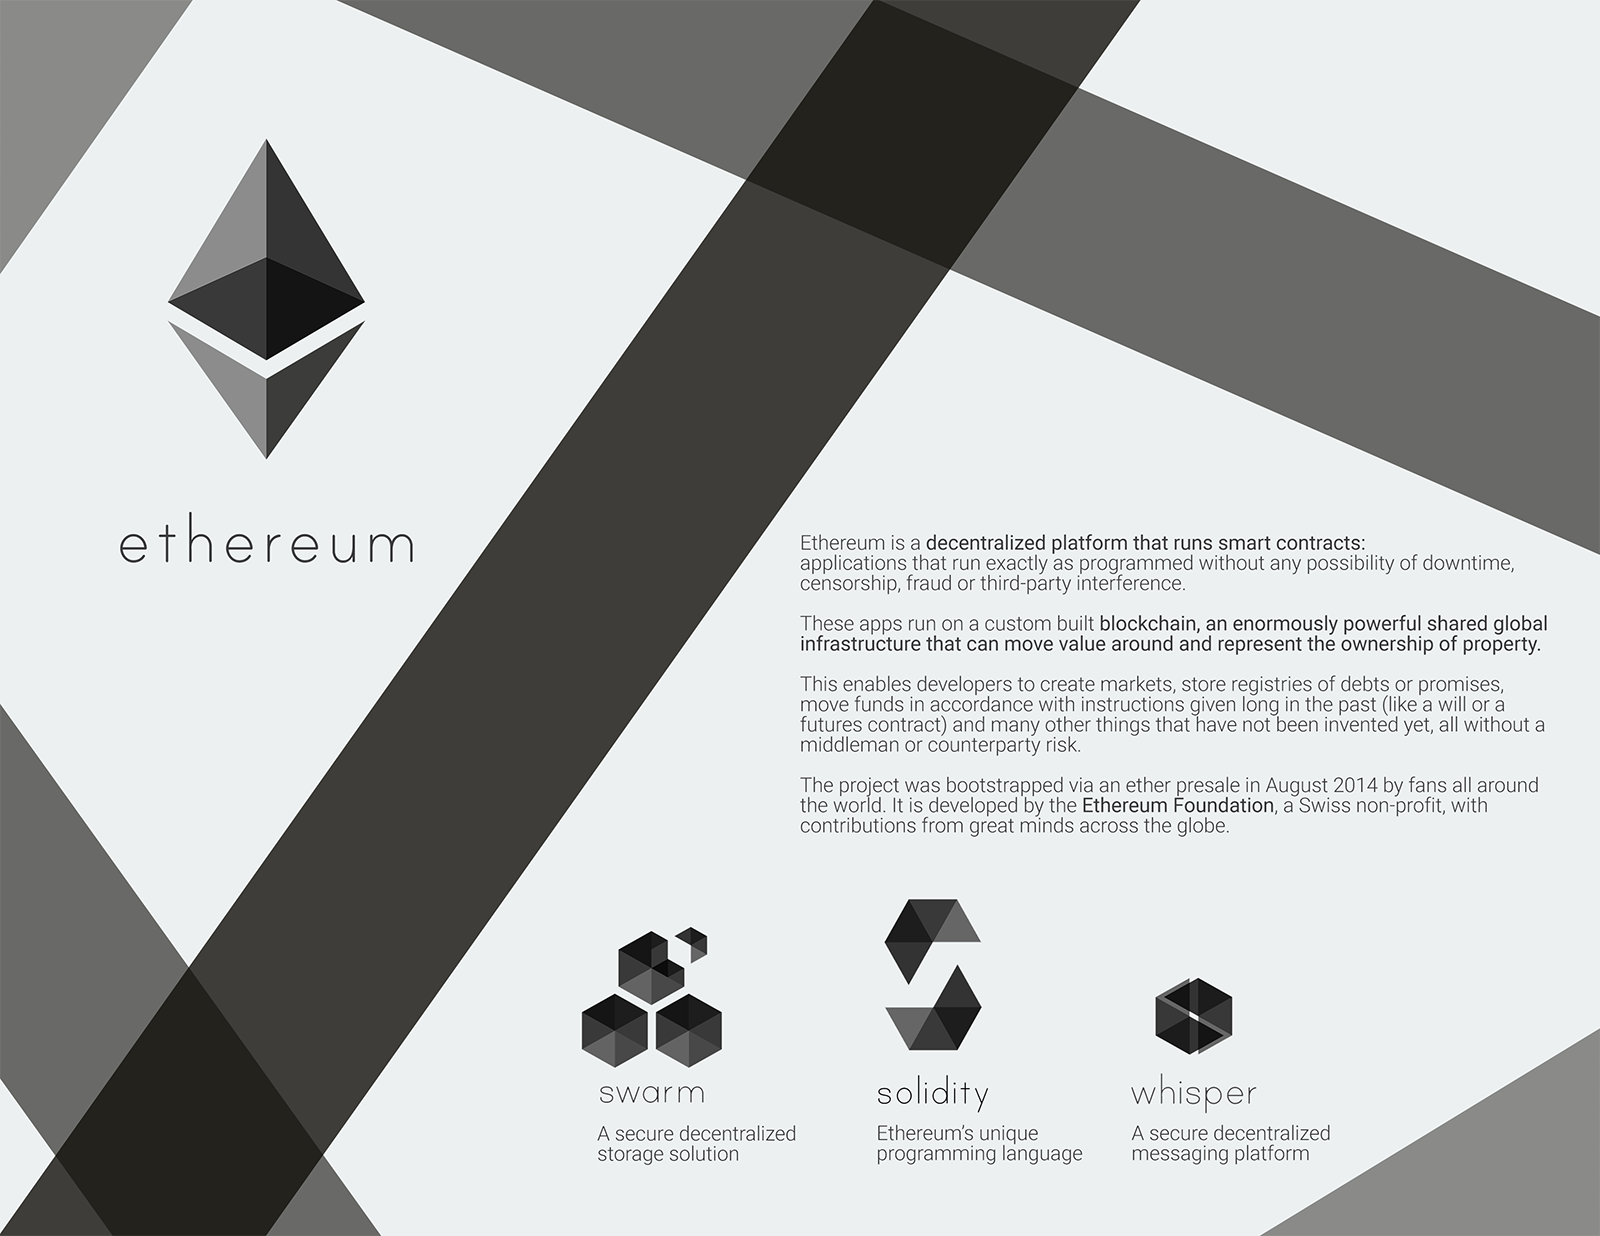 ethereum
Ethereum is a decentralized platform that runs smart contracts:
applications that run exactly as programmed without any possibility of downtime,
censorship, fraud or third-party interference.
These apps run on a custom built blockchain, an enormously powerful shared global
infrastructure that can move value around and represent the ownership of property.
This enables developers to create markets, store registries of debts or promises,
move funds in accordance with instructions given long in the past (like a will or a
futures contract) and many other things that have not been invented yet, all without a
middleman or counterparty risk.
The project was bootstrapped via an ether presale in August 2014 by fans all around
the world. It is developed by the Ethereum Foundation, a Swiss non-profit, with
contributions from great minds across the globe.
swarm
A secure decentralized
storage solution
solidity
Ethereum's unique
programming language
whisper
A secure decentralized
messaging platform